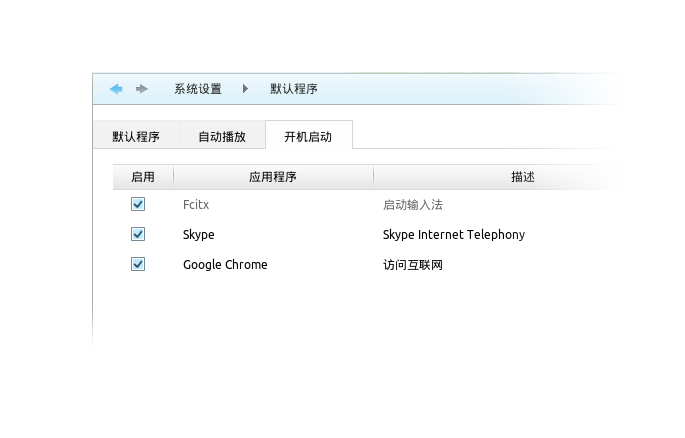 系统设置 默认程序
默认程序 自动播放 开机启动
启用 应用程序 描述
Fcitx 启动输入法
Skype Skype Internet Telephony
Google Chrome 访问互联网